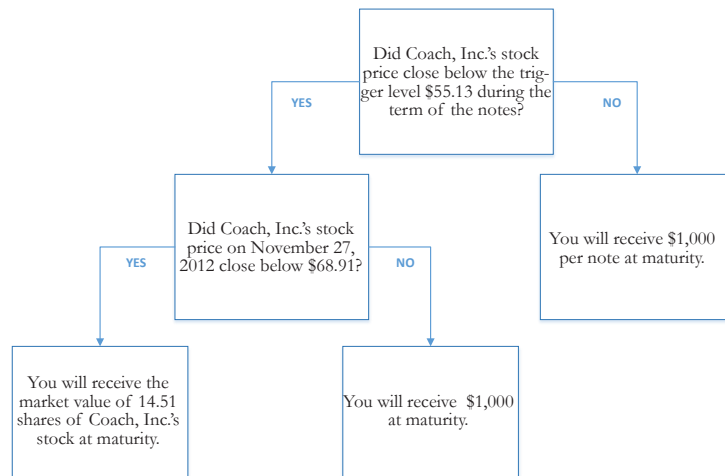 Did Coach, Inc.'s stock
price close below the trig-
ger level $55.13 during the
term of the notes?
YES
NO
Did Coach, Inc.'s stock
price on November 27,
2012 close below $68.91?
You will receive $1,000
per note at maturity.
YES
NO
You will receive the
market value of 14.51
shares of Coach, Inc.'s
stock at maturity.
You will receive $1,000
at maturity.